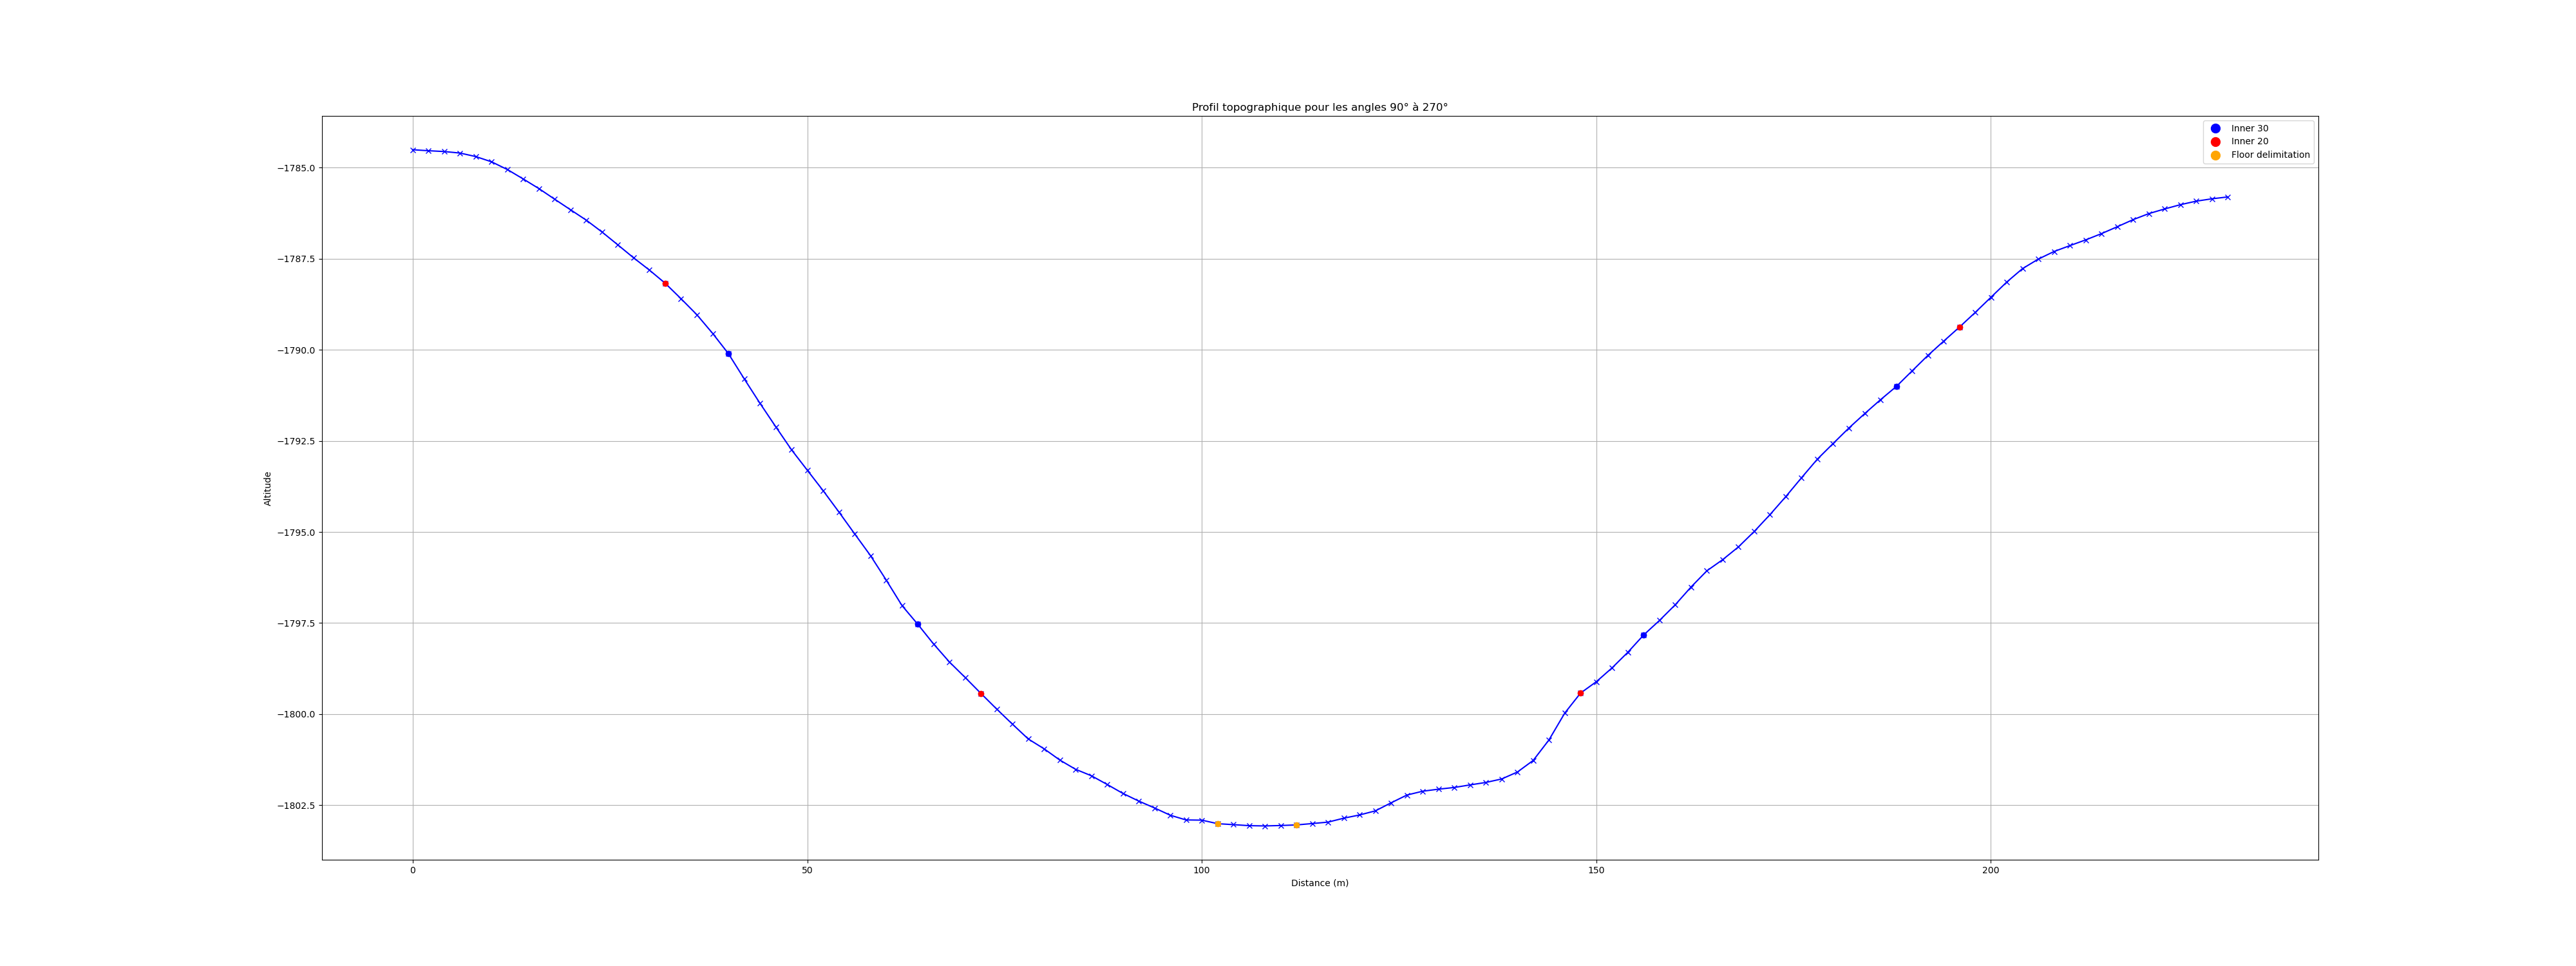 Profil topographique pour les angles 90° à 270°
Inner 30
Inner 20
Floor delimitation
Altitude
−1785.0
−1787.5
−1790.0
−1792.5
−1795.0
−1797.5
−1800.0
−1802.5
0 50 100 150 200
Distance (m)